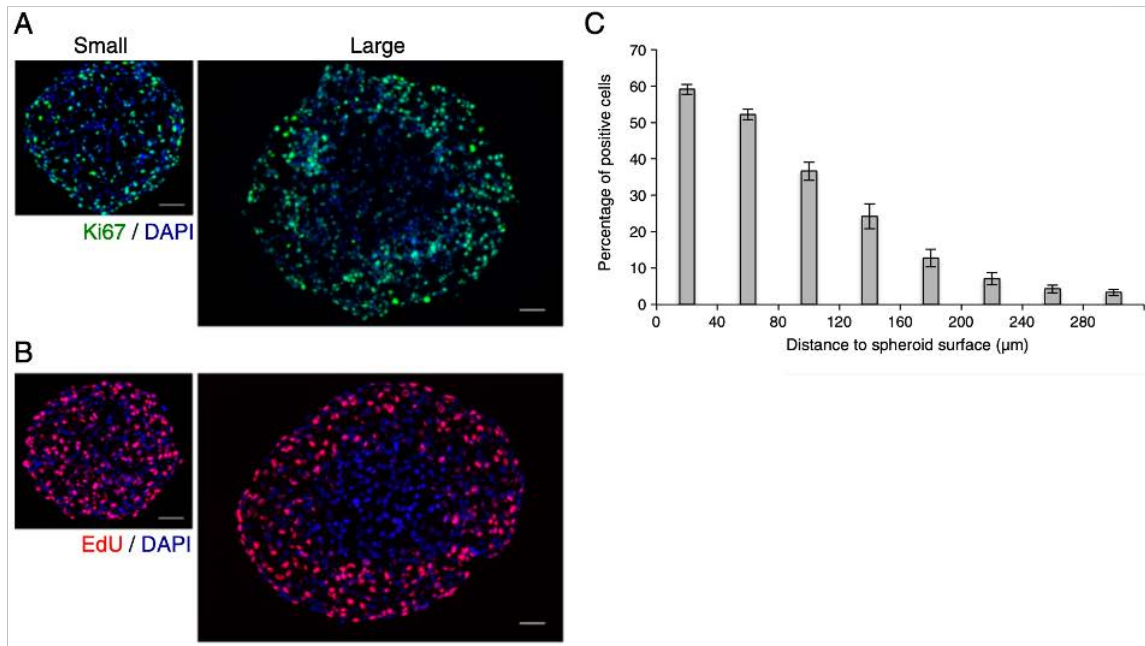 A
Small
Large
Ki67 / DAPI
B
EdU / DAPI
C
Percentage of positive cells
70
60
50
40
30
20
10
0
0 40 80 120 160 200 240 280
Distance to spheroid surface (µm)